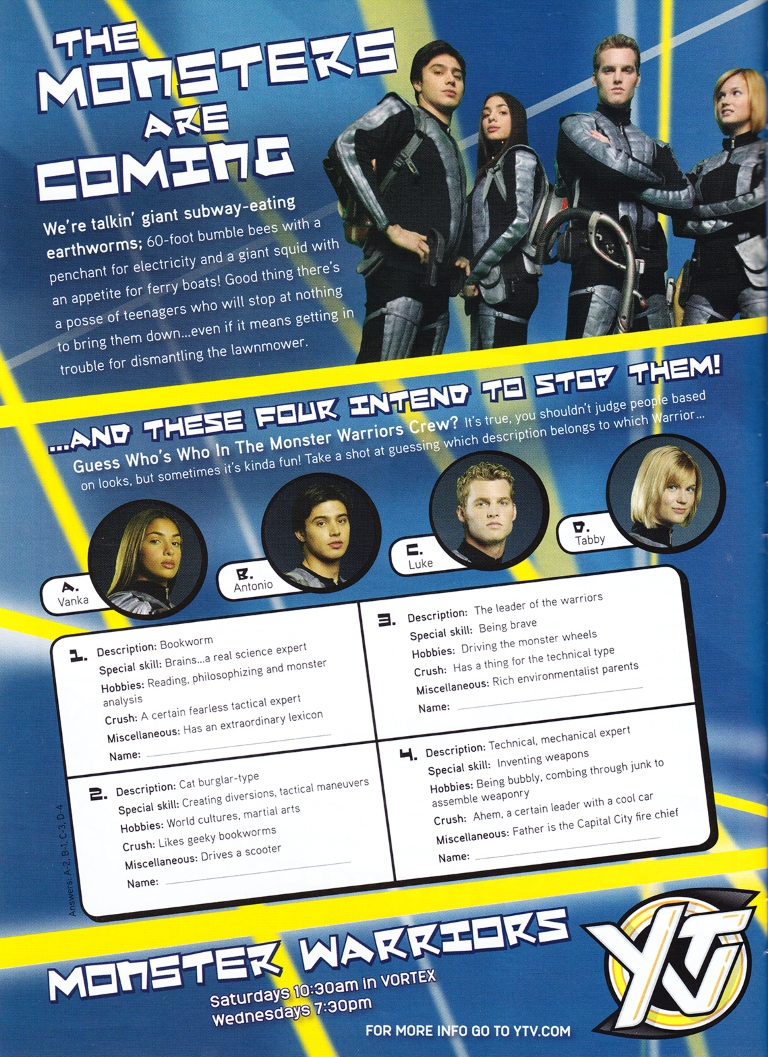 THE
MONSTERS
ARE
COMING
We're talkin' giant subway-eating
earthworms; 60-foot bumble bees with a
penchant for electricity and a giant squid with
an appetite for ferry boats! Good thing there's
a posse of teenagers who will stop at nothing
to bring them down...even if it means getting in
trouble for dismantling the lawnmower.
...AND THESE FOUR INTEND TO STOP THEM!
Guess Who's Who In The Monster Warriors Crew? It's true, you shouldn't judge people based
on looks, but sometimes it's kinda fun! Take a shot at guessing which description belongs to which Warrior...
A.
Vanka
B.
Antonio
C.
Luke
D.
Tabby
1. Description: Bookworm
Special skill: Brains...a real science expert
Hobbies: Reading, philosophizing and monster
analysis
Crush: A certain fearless tactical expert
Miscellaneous: Has an extraordinary lexicon
Name:
2. Description: Cat burglar-type
Special skill: Creating diversions, tactical maneuvers
Hobbies: World cultures, martial arts
Crush: Likes geeky bookworms
Miscellaneous: Drives a scooter
Name:
3. Description: The leader of the warriors
Special skill: Being brave
Hobbies: Driving the monster wheels
Crush: Has a thing for the technical type
Miscellaneous: Rich environmentalist parents
Name:
4. Description: Technical, mechanical expert
Special skill: Inventing weapons
Hobbies: Being bubbly, combing through junk to
assemble weaponry
Crush: Ahem, a certain leader with a cool car
Miscellaneous: Father is the Capital City fire chief
Name:
Answers: A-2, B-1, C-3, D-4
MONSTER WARRIORS
Saturdays 10:30am in VORTEX
Wednesdays 7:30pm
FOR MORE INFO GO TO YTV.COM
YTV